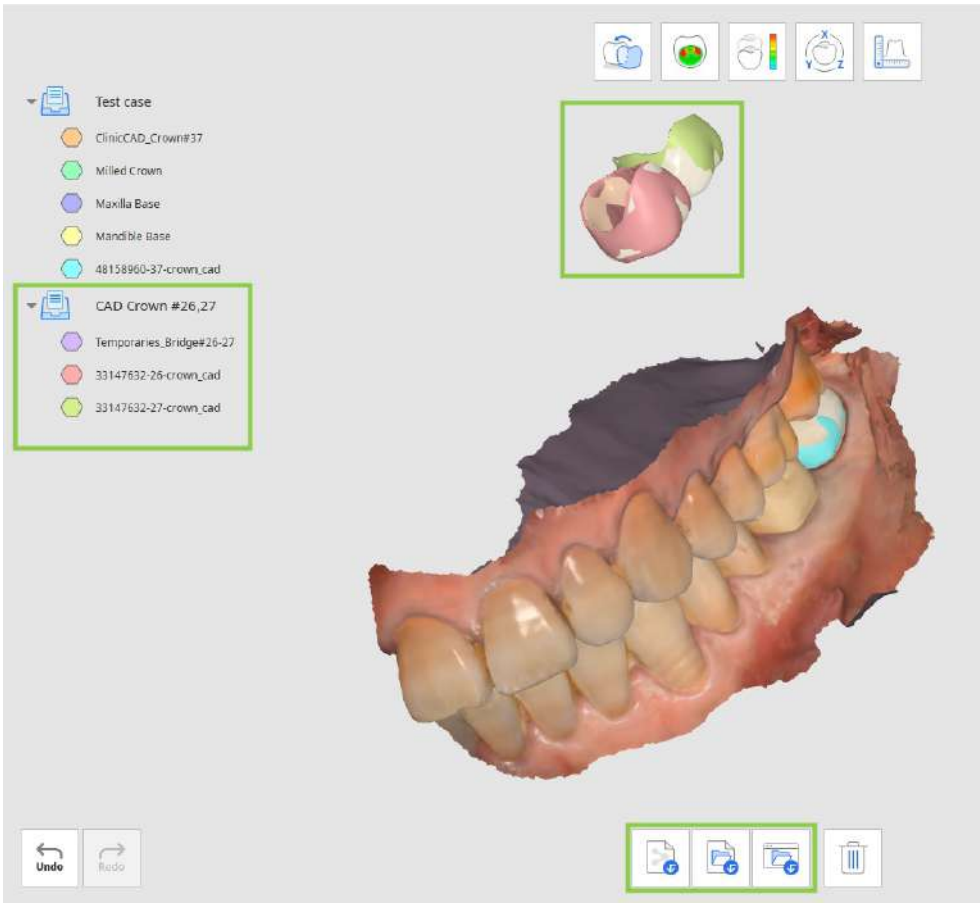 X
Y
Z
Test case
ClinicCAD_Crown#37
Milled Crown
Maxilla Base
Mandible Base
48158960-37-crown_cad
CAD Crown #26,27
Temporaries_Bridge#26-27
33147632-26-crown_cad
33147632-27-crown_cad
Undo
Redo